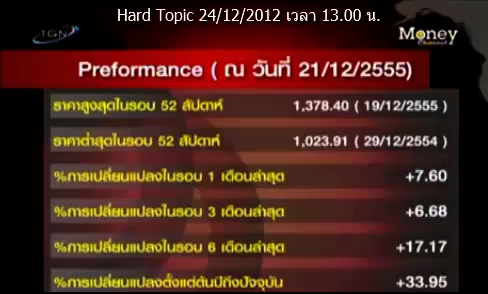 Hard Topic 24/12/2012 เวลา 13.00 น.
TGN
Money
Channel
Preformance ( ณ วันที่ 21/12/2555)
ราคาสูงสุดในรอบ 52 สัปดาห์ 1,378.40 ( 19/12/2555 )
ราคาต่ำสุดในรอบ 52 สัปดาห์ 1,023.91 ( 29/12/2554 )
%การเปลี่ยนแปลงในรอบ 1 เดือนล่าสุด +7.60
%การเปลี่ยนแปลงในรอบ 3 เดือนล่าสุด +6.68
%การเปลี่ยนแปลงในรอบ 6 เดือนล่าสุด +17.17
%การเปลี่ยนแปลงตั้งแต่ต้นปีถึงปัจจุบัน +33.95